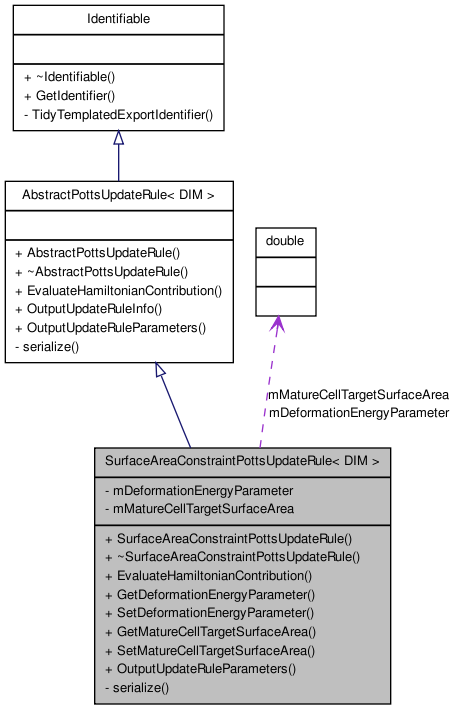 Identifiable
+ ~Identifiable()
+ GetIdentifier()
- TidyTemplatedExportIdentifier()
AbstractPottsUpdateRule< DIM >
+ AbstractPottsUpdateRule()
+ ~AbstractPottsUpdateRule()
+ EvaluateHamiltonianContribution()
+ OutputUpdateRuleInfo()
+ OutputUpdateRuleParameters()
- serialize()
double
mMatureCellTargetSurfaceArea
mDeformationEnergyParameter
SurfaceAreaConstraintPottsUpdateRule< DIM >
- mDeformationEnergyParameter
- mMatureCellTargetSurfaceArea
+ SurfaceAreaConstraintPottsUpdateRule()
+ ~SurfaceAreaConstraintPottsUpdateRule()
+ EvaluateHamiltonianContribution()
+ GetDeformationEnergyParameter()
+ SetDeformationEnergyParameter()
+ GetMatureCellTargetSurfaceArea()
+ SetMatureCellTargetSurfaceArea()
+ OutputUpdateRuleParameters()
- serialize()